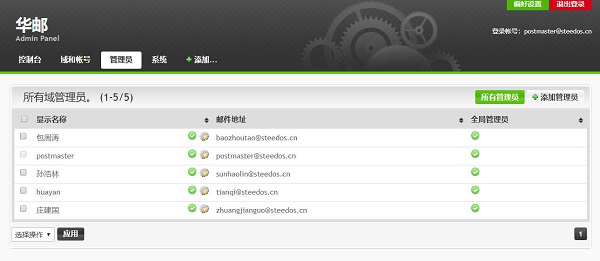 偏好设置 退出登录
华邮
Admin Panel
登录帐号：postmaster@steedos.cn
控制台 域和帐号 管理员 系统 添加...
所有域管理员。 (1-5/5) 所有管理员 添加管理员
显示名称 邮件地址 全局管理员
包周涛 baozhoutao@steedos.cn
postmaster postmaster@steedos.cn
孙浩林 sunhaolin@steedos.cn
huayan tianqi@steedos.cn
庄建国 zhuangjianguo@steedos.cn
选择操作 应用 1